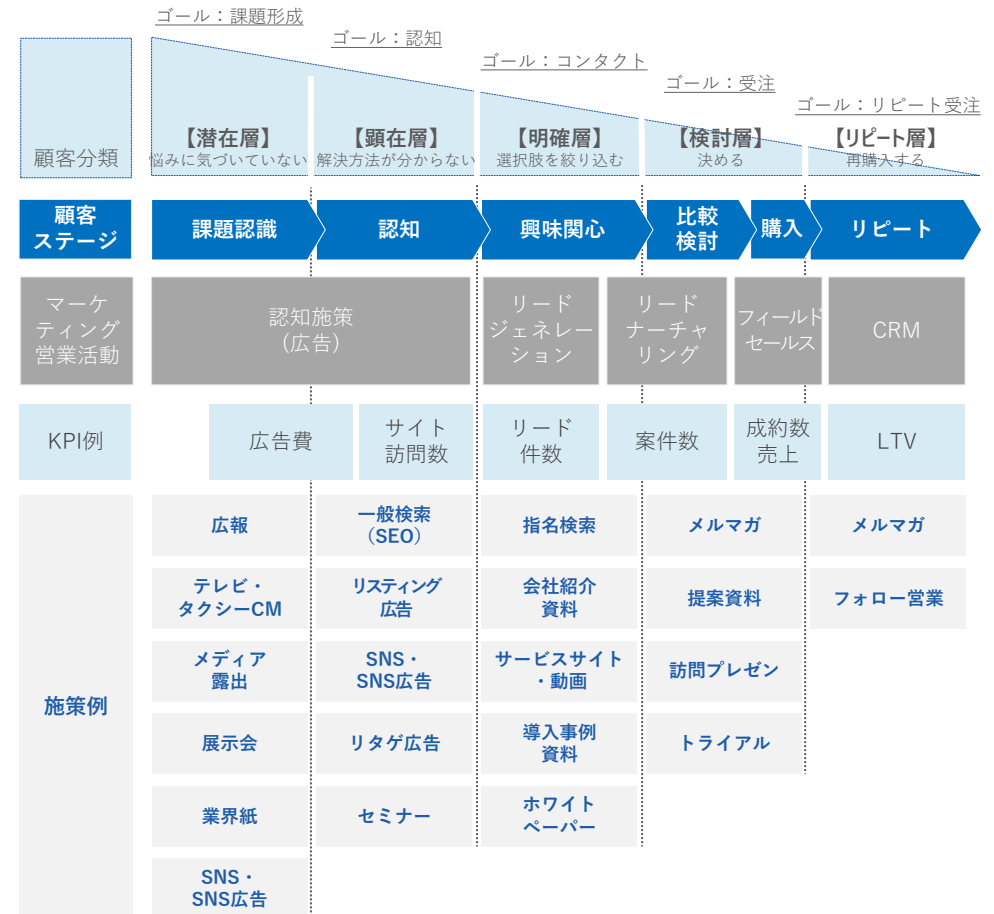 ゴール：課題形成
ゴール：認知
ゴール：コンタクト
ゴール：受注
ゴール：リピート受注
顧客分類
【潜在層】
悩みに気づいていない
【顕在層】
解決方法が分からない
【明確層】
選択肢を絞り込む
【検討層】
決める
【リピート層】
再購入する
顧客
ステージ
課題認識
認知
興味関心
比較
検討
購入
リピート
マーケ
ティング
営業活動
認知施策
(広告)
リード
ジェネレー
ション
リード
ナーチャ
リング
フィールド
セールス
CRM
KPI例
広告費
サイト
訪問数
リード
件数
案件数
成約数
売上
LTV
施策例
広報
一般検索
（SEO）
指名検索
メルマガ
メルマガ
テレビ・
タクシーCM
リスティング
広告
会社紹介
資料
提案資料
フォロー営業
メディア
露出
SNS・
SNS広告
サービスサイト
・動画
訪問プレゼン
展示会
リタゲ広告
導入事例
資料
トライアル
業界紙
セミナー
ホワイト
ペーパー
SNS・
SNS広告